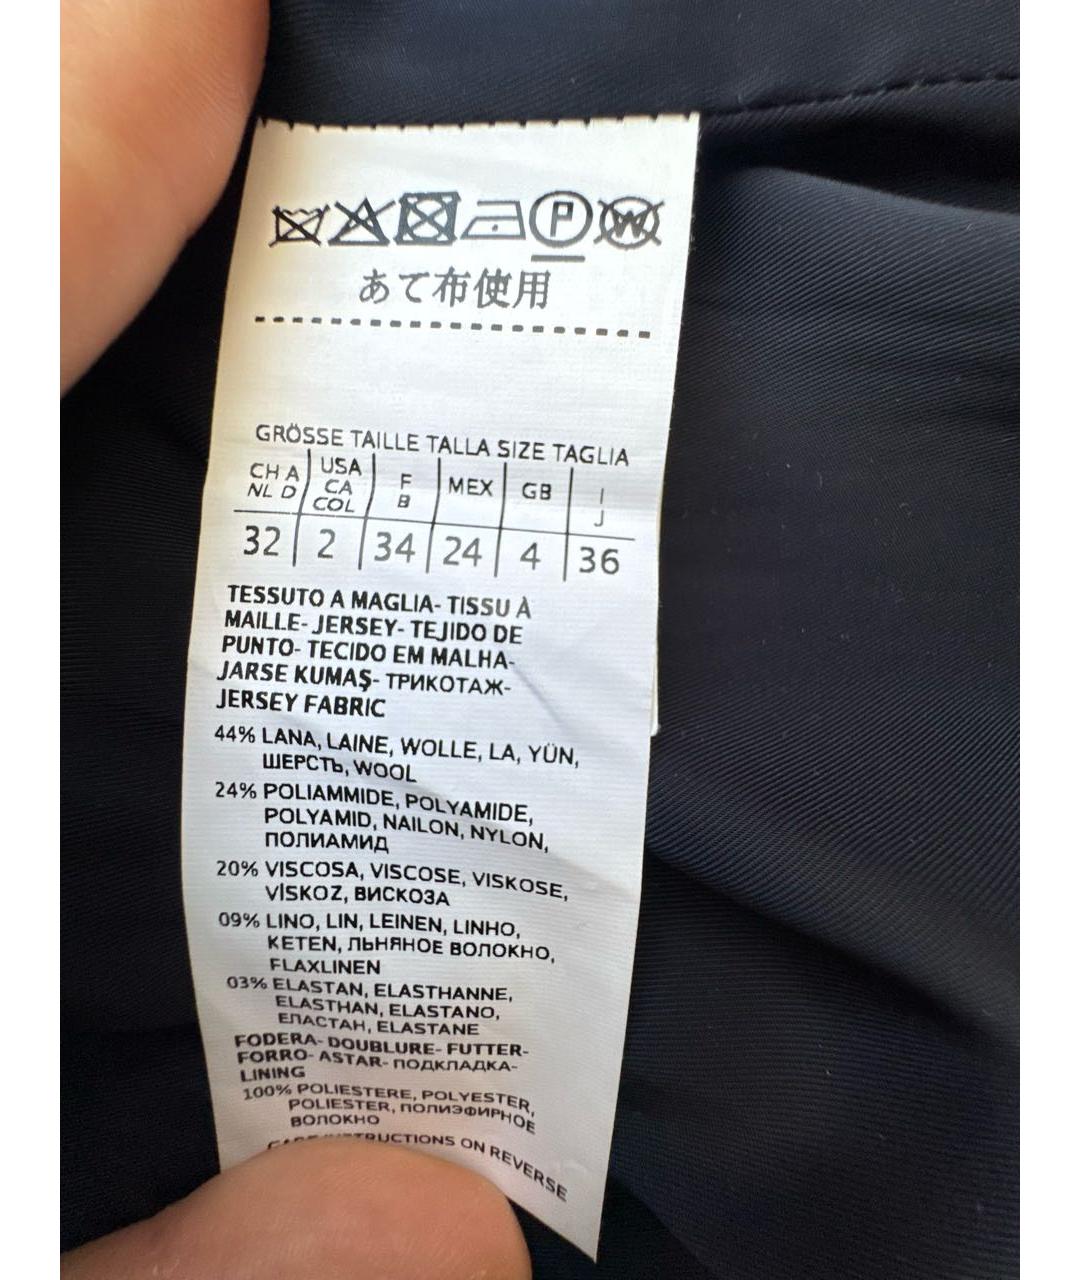 P W
あて布使用
GRÖSSE TAILLE TALLA SIZE TAGLIA
CH A NL D USA CA COL F B MEX GB I J
32 2 34 24 4 36
TESSUTO A MAGLIA- TISSU À
MAILLE- JERSEY- TEJIDO DE
PUNTO- TECIDO EM MALHA-
JARSE KUMAŞ- ТРИКОТАЖ-
JERSEY FABRIC
44% LANA, LAINE, WOLLE, LA, YÜN,
ШЕРСТЬ, WOOL
24% POLIAMMIDE, POLYAMIDE,
POLYAMID, NAILON, NYLON,
ПОЛИАМИД
20% VISCOSA, VISCOSE, VISKOSE,
VİSKOZ, ВИСКОЗА
09% LINO, LIN, LEINEN, LINHO,
KETEN, ЛЬНЯНОЕ ВОЛОКНО,
FLAXLINEN
03% ELASTAN, ELASTHANNE,
ELASTHAN, ELASTANO,
ЕЛАСТАН, ELASTANE
FODERA- DOUBLURE- FUTTER-
FORRO- ASTAR- ПОДКЛАДКА-
LINING
100% POLIESTERE, POLYESTER,
POLIESTER, ПОЛИЭФИРНОЕ
ВОЛОКНО
CARE INSTRUCTIONS ON REVERSE